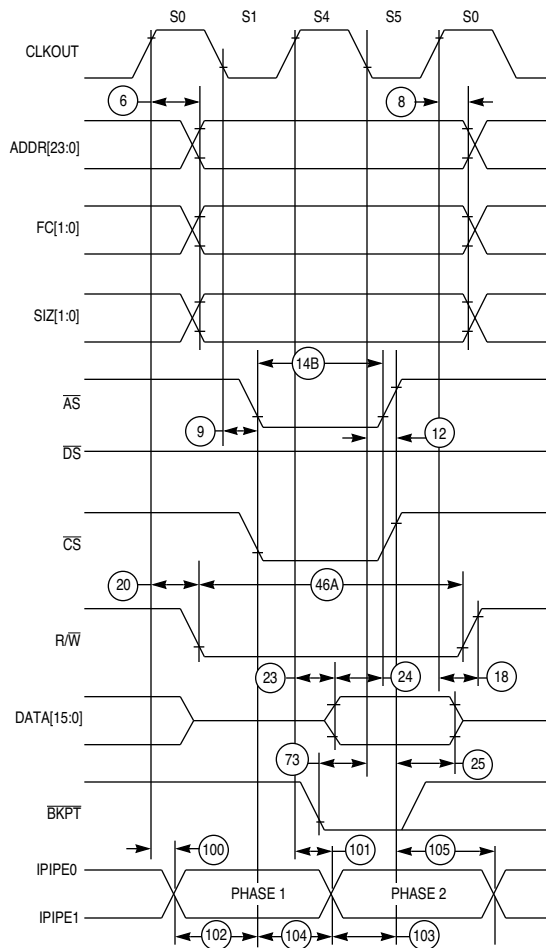 S0 S1 S4 S5 S0
CLKOUT
6 8
ADDR[23:0]
FC[1:0]
SIZ[1:0]
14B
AS
9 12
DS
CS
20 46A
R/W
23 24 18
DATA[15:0]
73 25
BKPT
100 101 105
IPIPE0
PHASE 1 PHASE 2
IPIPE1
102 104 103